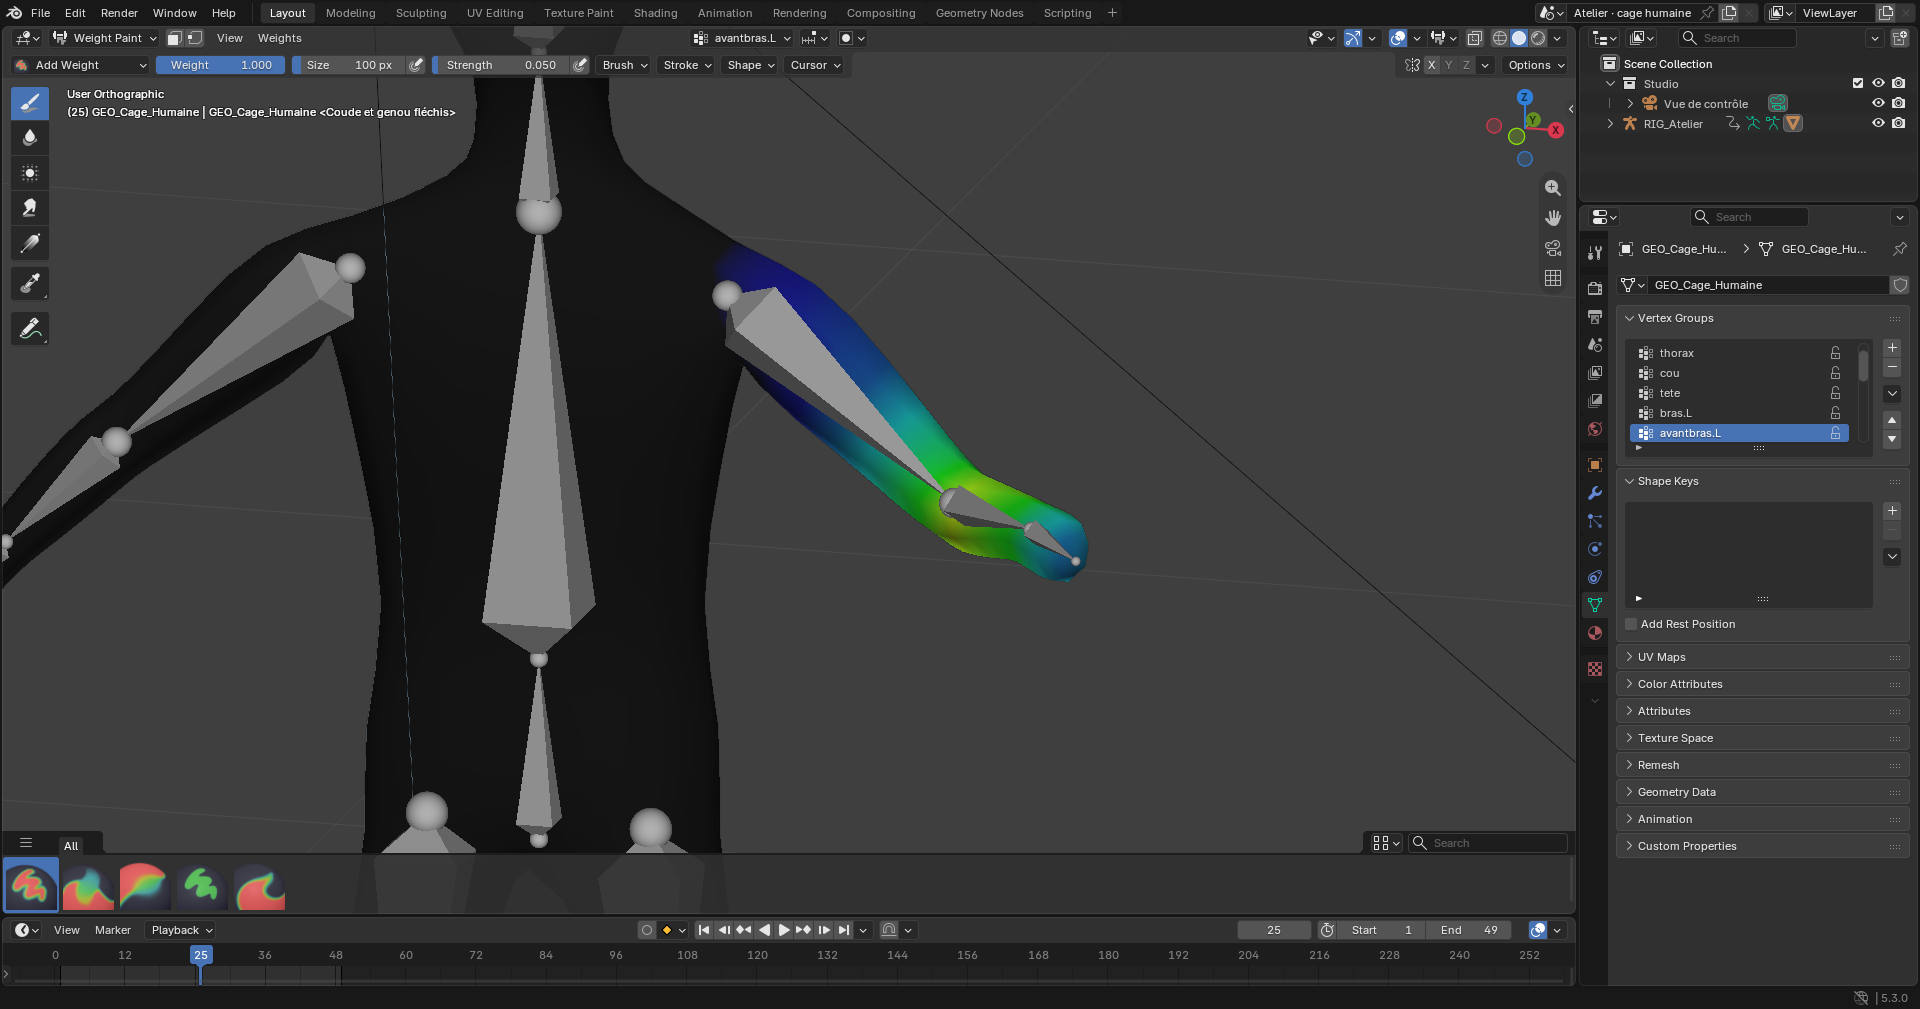 File Edit Render Window Help Layout Modeling Sculpting UV Editing Texture Paint Shading Animation Rendering Compositing Geometry Nodes Scripting + Atelier · cage humaine ViewLayer
Weight Paint View Weights avantbras.L
Add Weight Weight 1.000 Size 100 px Strength 0.050 Brush Stroke Shape Cursor X Y Z Options
User Orthographic
(25) GEO_Cage_Humaine | GEO_Cage_Humaine <Coude et genou fléchis>
Z
Y
X
All
Search
Search
Scene Collection
Studio
Vue de contrôle
RIG_Atelier
Search
GEO_Cage_Hu... GEO_Cage_Hu...
GEO_Cage_Humaine
Vertex Groups
thorax
cou
tete
bras.L
avantbras.L
Shape Keys
Add Rest Position
UV Maps
Color Attributes
Attributes
Texture Space
Remesh
Geometry Data
Animation
Custom Properties
View Marker Playback 25 Start 1 End 49
0 12 25 36 48 60 72 84 96 108 120 132 144 156 168 180 192 204 216 228 240 252
5.3.0